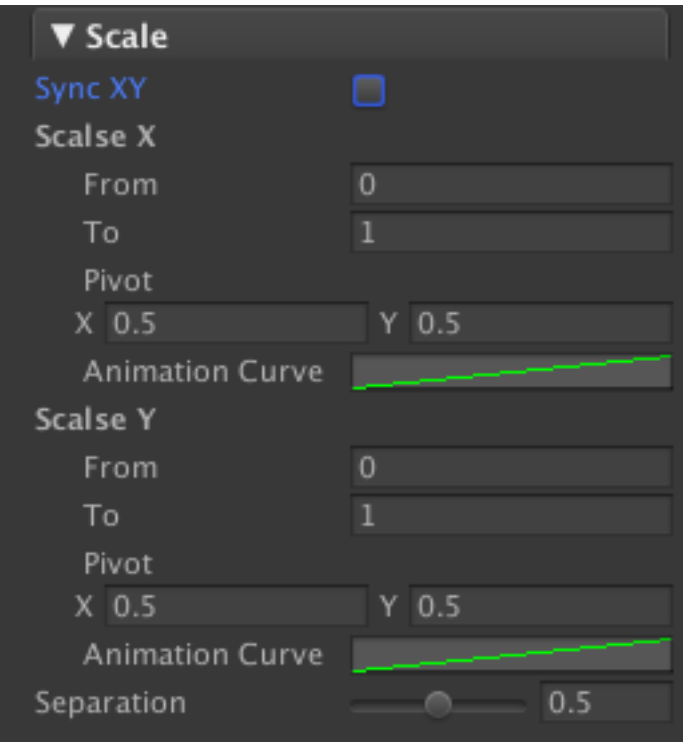 ▼ Scale
Sync XY
Scalse X
From 0
To 1
Pivot
X 0.5 Y 0.5
Animation Curve
Scalse Y
From 0
To 1
Pivot
X 0.5 Y 0.5
Animation Curve
Separation 0.5